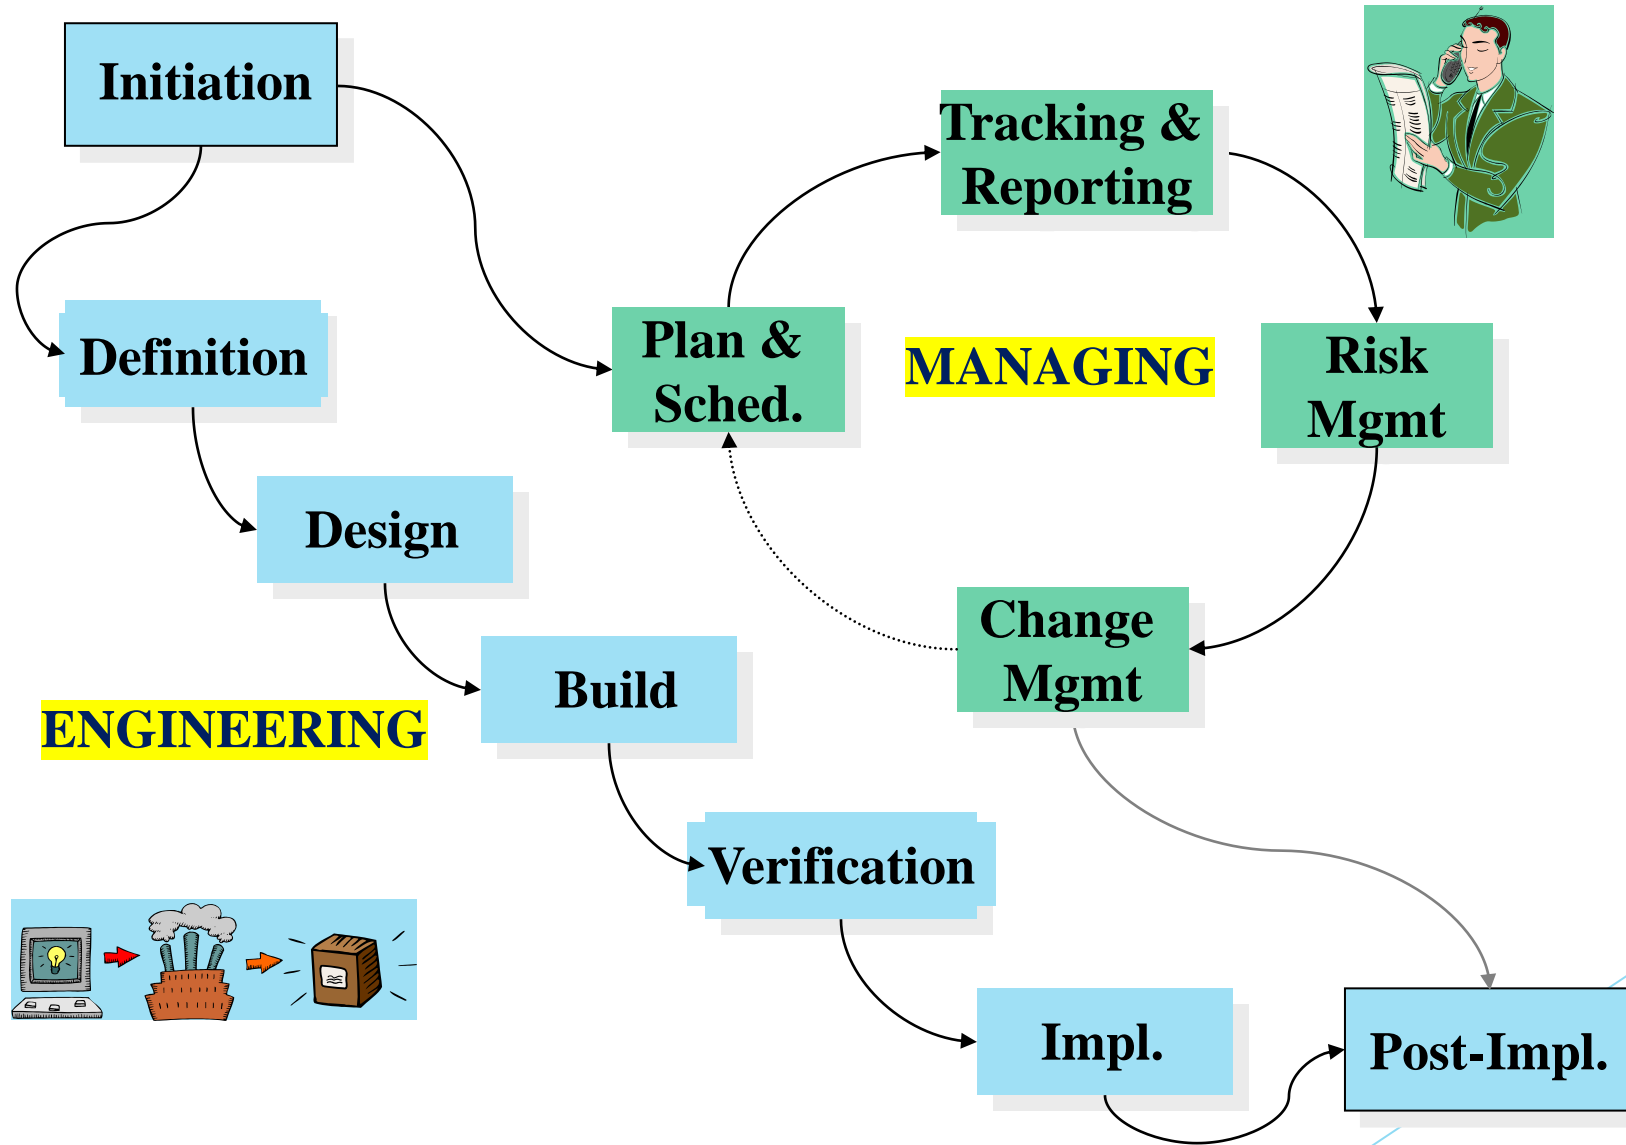 Initiation
Tracking &
Reporting
Definition
Plan &
Sched.
MANAGING
Risk
Mgmt
Design
Change
Mgmt
Build
ENGINEERING
Verification
Impl.
Post-Impl.